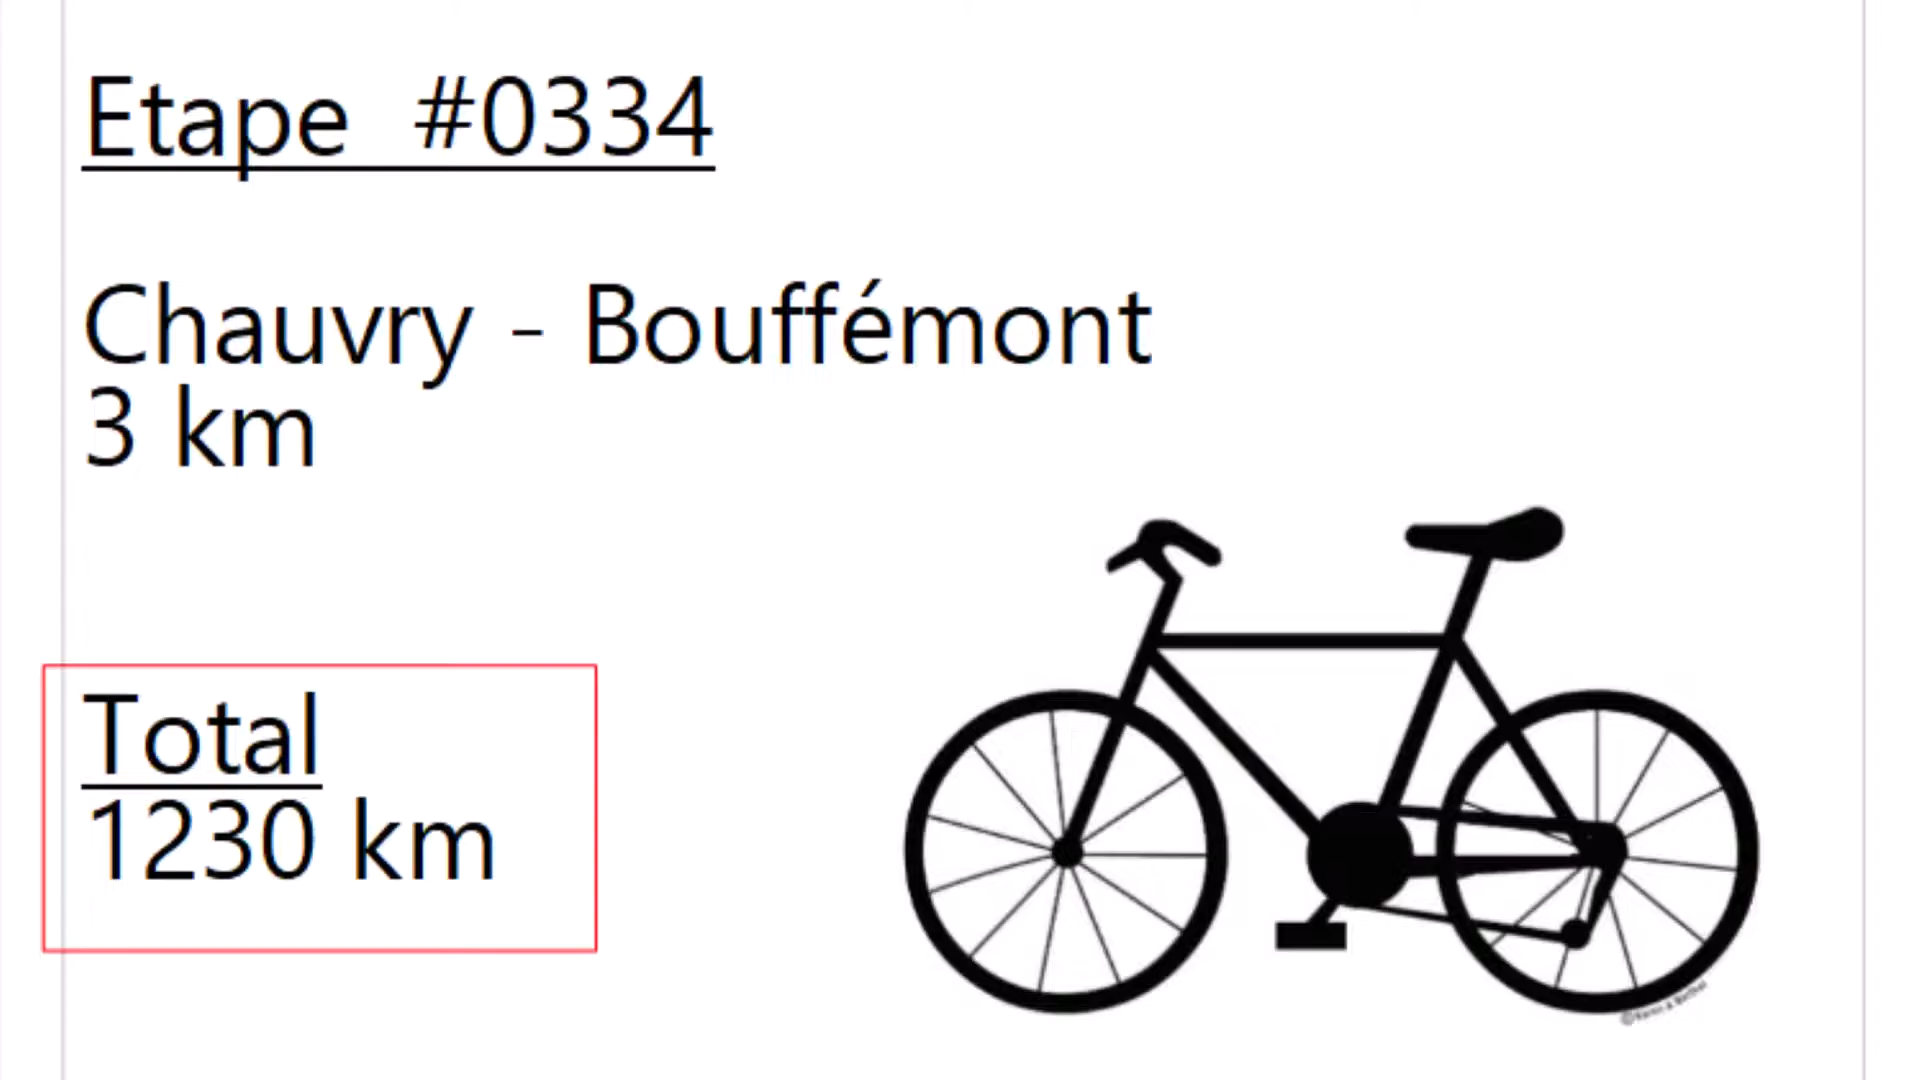 Etape #0334
Chauvry - Bouffémont
3 km
Total
1230 km